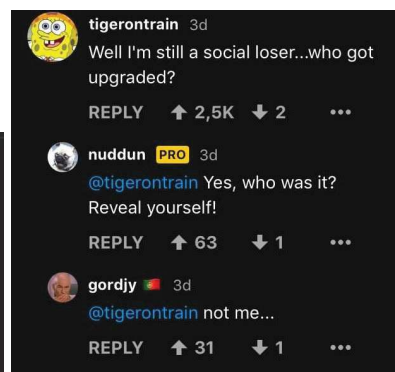 tigerontrain 3d
Well I'm still a social loser...who got
upgraded?
REPLY 2,5K 2 •••
nuddun PRO 3d
@tigerontrain Yes, who was it?
Reveal yourself!
REPLY 63 1 •••
gordjy 3d
@tigerontrain not me...
REPLY 31 1 •••